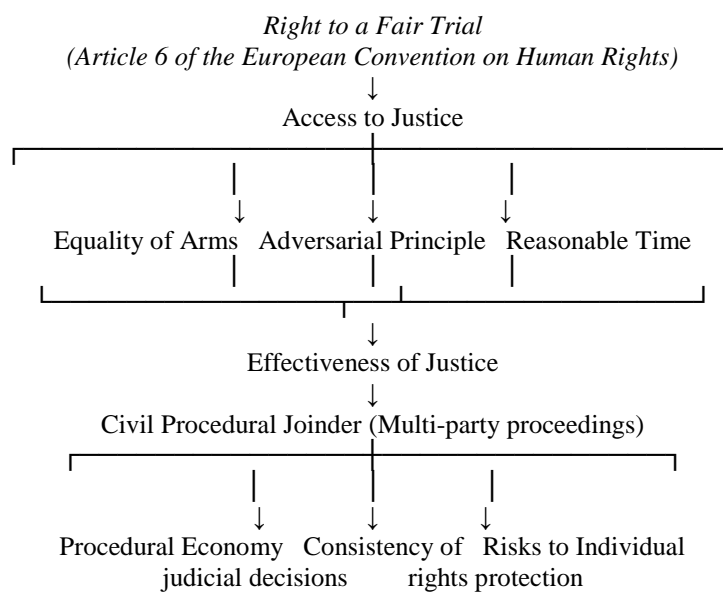 Right to a Fair Trial
(Article 6 of the European Convention on Human Rights)
Access to Justice
Equality of Arms Adversarial Principle Reasonable Time
Effectiveness of Justice
Civil Procedural Joinder (Multi-party proceedings)
Procedural Economy Consistency of Risks to Individual
judicial decisions rights protection